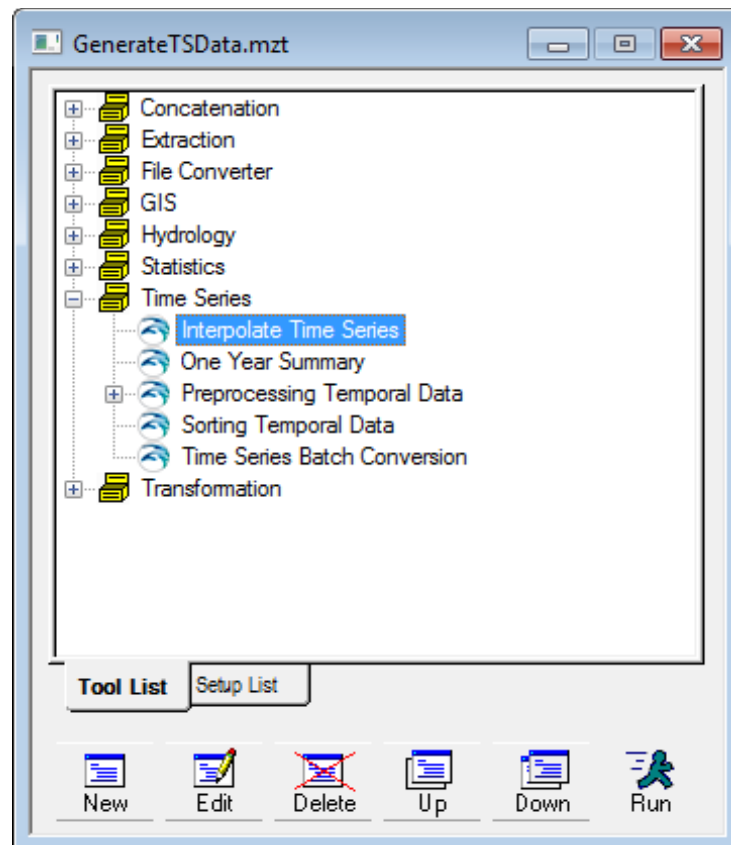 GenerateTSData.mzt
Concatenation
Extraction
File Converter
GIS
Hydrology
Statistics
Time Series
Interpolate Time Series
One Year Summary
Preprocessing Temporal Data
Sorting Temporal Data
Time Series Batch Conversion
Transformation
Tool List Setup List
New Edit Delete Up Down Run